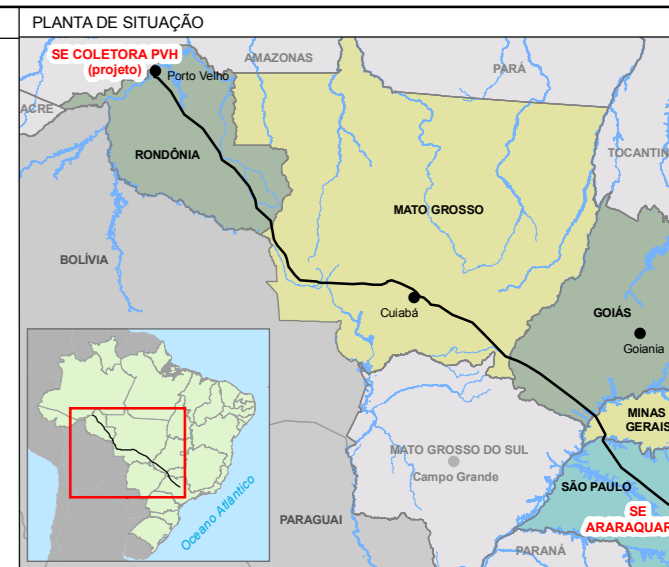 PLANTA DE SITUAÇÃO
SE COLETORA PVH
(projeto)
Porto Velho
AMAZONAS
PARÁ
ACRE
TOCANTIN
RONDÔNIA
MATO GROSSO
BOLÍVIA
Cuiabá
GOIÁS
Goiania
MINAS
GERAIS
MATO GROSSO DO SUL
Campo Grande
SÃO PAULO
SE
ARARAQUAR
PARAGUAI
PARANÁ
Oceano Atlântico